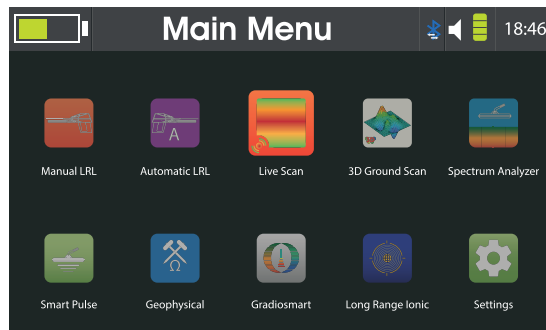 Main Menu
18:46
A
Manual LRL
Automatic LRL
Live Scan
3D Ground Scan
Spectrum Analyzer
Ω
Smart Pulse
Geophysical
Gradiosmart
Long Range Ionic
Settings